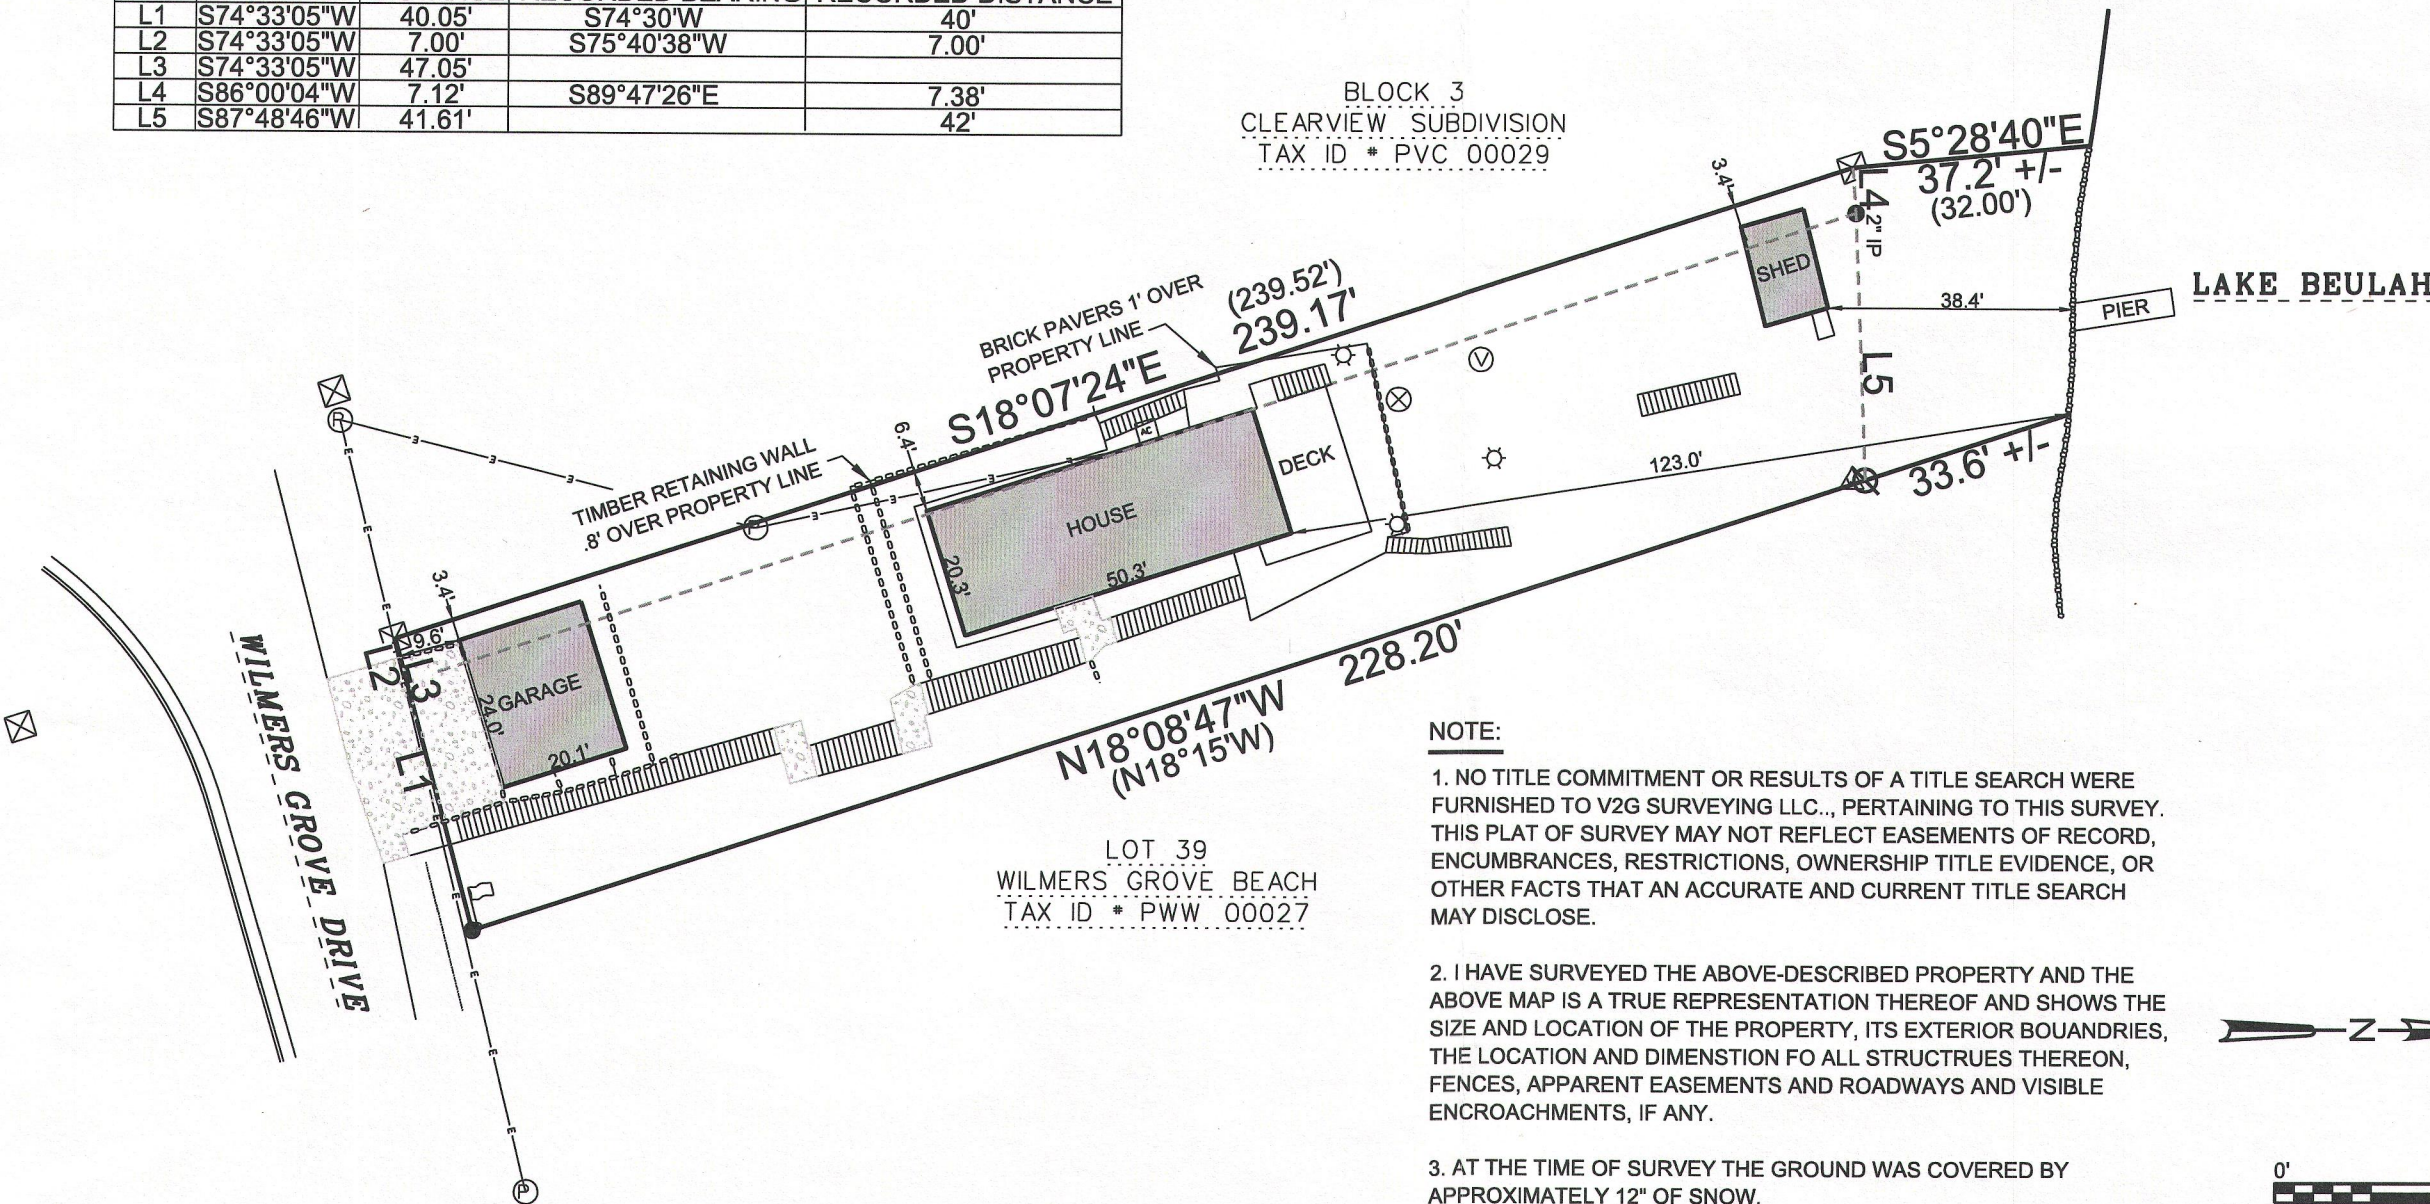 RECORDED BEARING RECORDED DISTANCE
L1 S74°33'05"W 40.05' S74°30'W 40'
L2 S74°33'05"W 7.00' S75°40'38"W 7.00'
L3 S74°33'05"W 47.05'
L4 S86°00'04"W 7.12' S89°47'26"E 7.38'
L5 S87°48'46"W 41.61' 42'
BLOCK 3
CLEARVIEW SUBDIVISION
TAX ID # PVC 00029
S5°28'40"E
37.2' +/-
(32.00')
3.4'
L4
2" IP
SHED
38.4'
PIER
LAKE BEULAH
L5
BRICK PAVERS 1' OVER
PROPERTY LINE
(239.52')
239.17'
S18°07'24"E
6.4'
TIMBER RETAINING WALL
.8' OVER PROPERTY LINE
AC
V
DECK
HOUSE
20.3'
50.3'
123.0'
33.6' +/-
P
E
E
E
E
P
E
E
E
E
E
E
3.4'
9.6'
L2
L3
L1
GARAGE
24.0'
20.1'
E
WILMERS GROVE DRIVE
228.20'
N18°08'47"W
(N18°15'W)
LOT 39
WILMERS GROVE BEACH
TAX ID # PWW 00027
E
E
E
E
P
NOTE:
1. NO TITLE COMMITMENT OR RESULTS OF A TITLE SEARCH WERE
FURNISHED TO V2G SURVEYING LLC.., PERTAINING TO THIS SURVEY.
THIS PLAT OF SURVEY MAY NOT REFLECT EASEMENTS OF RECORD,
ENCUMBRANCES, RESTRICTIONS, OWNERSHIP TITLE EVIDENCE, OR
OTHER FACTS THAT AN ACCURATE AND CURRENT TITLE SEARCH
MAY DISCLOSE.
2. I HAVE SURVEYED THE ABOVE-DESCRIBED PROPERTY AND THE
ABOVE MAP IS A TRUE REPRESENTATION THEREOF AND SHOWS THE
SIZE AND LOCATION OF THE PROPERTY, ITS EXTERIOR BOUANDRIES,
THE LOCATION AND DIMENSTION FO ALL STRUCTRUES THEREON,
FENCES, APPARENT EASEMENTS AND ROADWAYS AND VISIBLE
ENCROACHMENTS, IF ANY.
3. AT THE TIME OF SURVEY THE GROUND WAS COVERED BY
APPROXIMATELY 12" OF SNOW.
N
0'